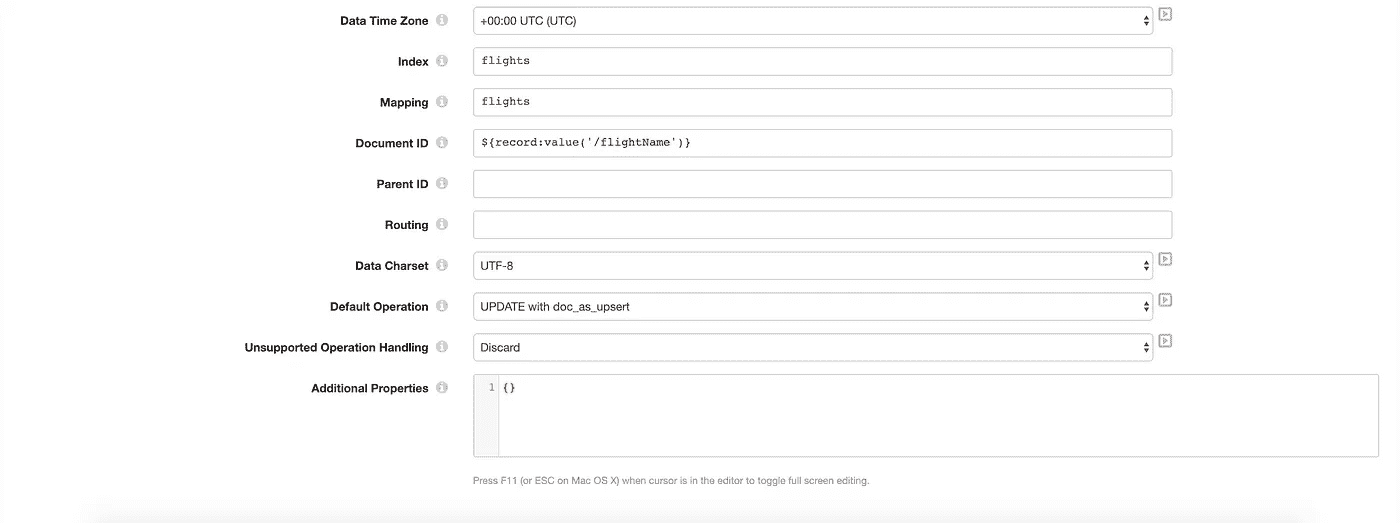 Data Time Zone +00:00 UTC (UTC)
Index flights
Mapping flights
Document ID ${record:value('/flightName')}
Parent ID
Routing
Data Charset UTF-8
Default Operation UPDATE with doc_as_upsert
Unsupported Operation Handling Discard
Additional Properties 1 {}
Press F11 (or ESC on Mac OS X) when cursor is in the editor to toggle full screen editing.